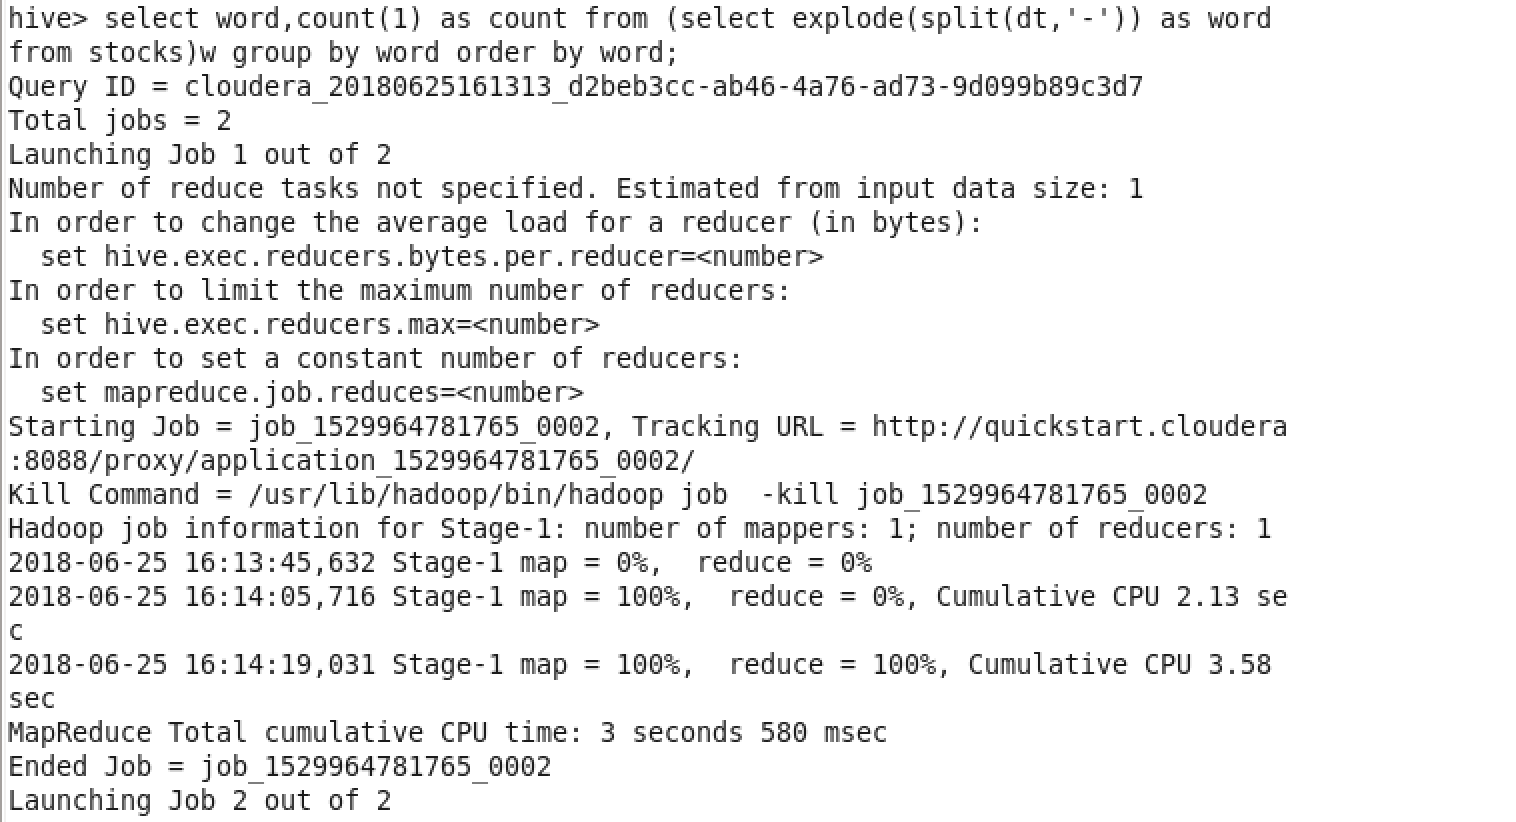 hive> select word,count(1) as count from (select explode(split(dt,'-')) as word
from stocks)w group by word order by word;
Query ID = cloudera_20180625161313_d2beb3cc-ab46-4a76-ad73-9d099b89c3d7
Total jobs = 2
Launching Job 1 out of 2
Number of reduce tasks not specified. Estimated from input data size: 1
In order to change the average load for a reducer (in bytes):
  set hive.exec.reducers.bytes.per.reducer=<number>
In order to limit the maximum number of reducers:
  set hive.exec.reducers.max=<number>
In order to set a constant number of reducers:
  set mapreduce.job.reduces=<number>
Starting Job = job_1529964781765_0002, Tracking URL = http://quickstart.cloudera
:8088/proxy/application_1529964781765_0002/
Kill Command = /usr/lib/hadoop/bin/hadoop job  -kill job_1529964781765_0002
Hadoop job information for Stage-1: number of mappers: 1; number of reducers: 1
2018-06-25 16:13:45,632 Stage-1 map = 0%,  reduce = 0%
2018-06-25 16:14:05,716 Stage-1 map = 100%,  reduce = 0%, Cumulative CPU 2.13 se
c
2018-06-25 16:14:19,031 Stage-1 map = 100%,  reduce = 100%, Cumulative CPU 3.58
sec
MapReduce Total cumulative CPU time: 3 seconds 580 msec
Ended Job = job_1529964781765_0002
Launching Job 2 out of 2